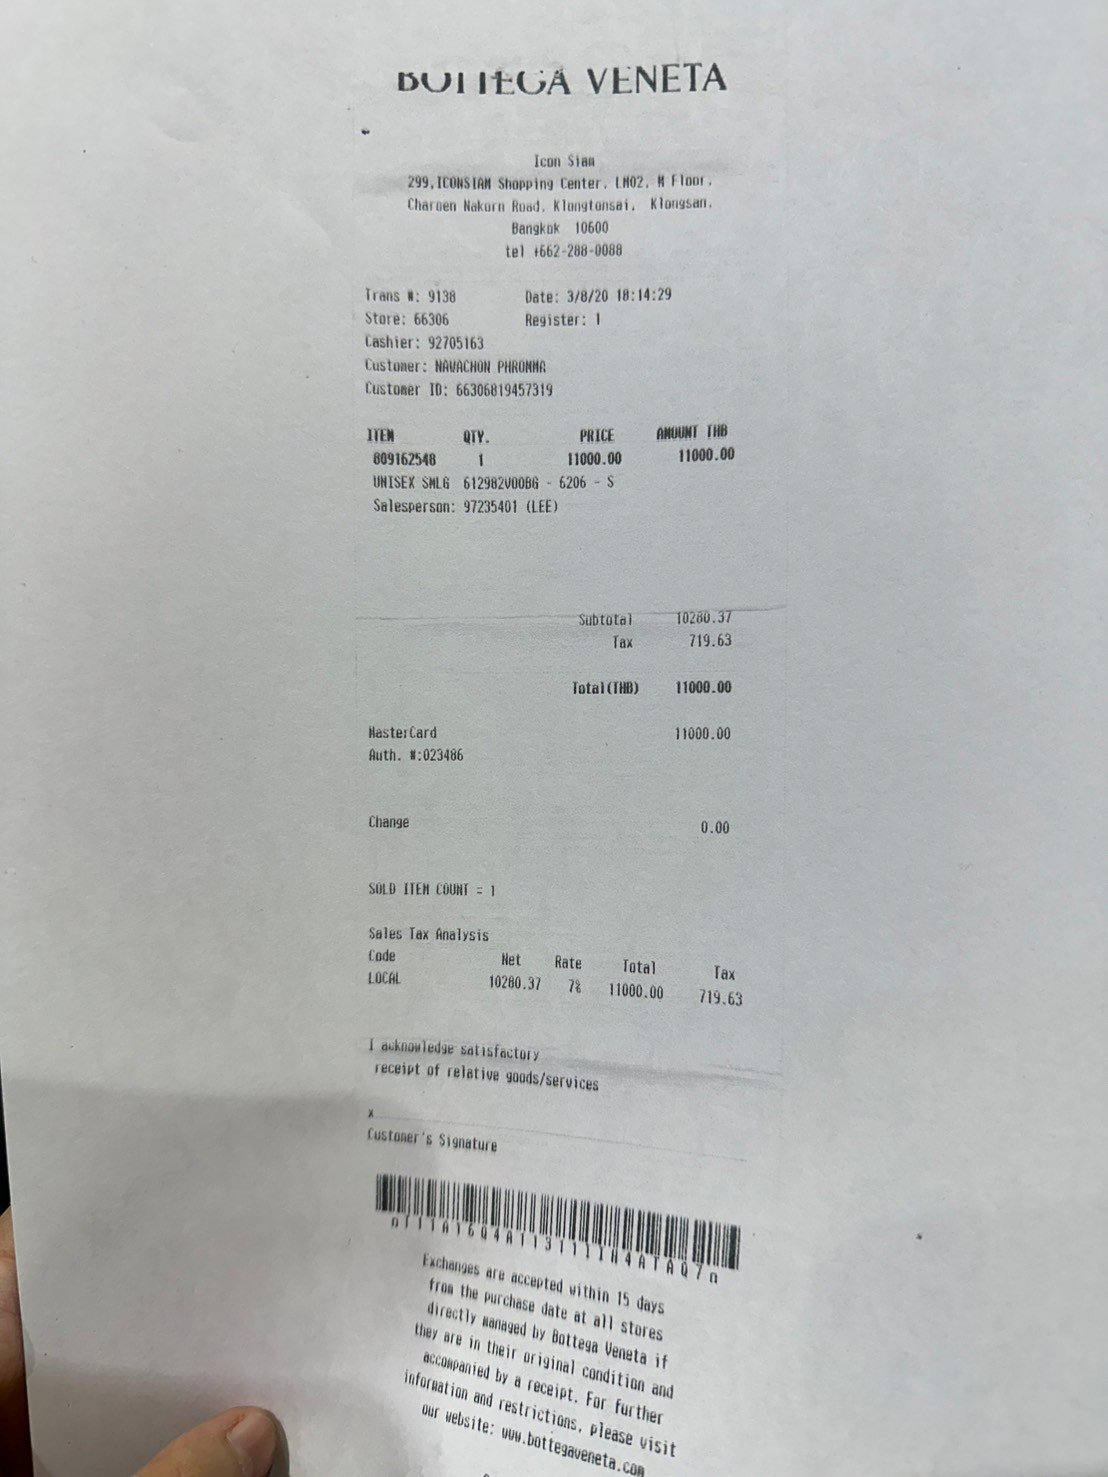 BOTTEGA VENETA
Icon Siam
299,ICONSIAM Shopping Center, LM02, M Floor,
Charoen Nakorn Road, Klongtonsai, Klongsan,
Bangkok 10600
tel +662-288-0088
Trans #: 9138 Date: 3/8/20 18:14:29
Store: 66306 Register: 1
Cashier: 92705163
Customer: NAVACHON PHROMMA
Customer ID: 66306819457319
ITEM QTY. PRICE AMOUNT THB
809162548 1 11000.00 11000.00
UNISEX SMLG 612982V00BG - 6206 - S
Salesperson: 97235401 (LEE)
Subtotal 10280.37
Tax 719.63
Total(THB) 11000.00
MasterCard 11000.00
Auth. #:023486
Change 0.00
SOLD ITEM COUNT = 1
Sales Tax Analysis
Code Net Rate Total Tax
LOCAL 10280.37 7% 11000.00 719.63
I acknowledge satisfactory
receipt of relative goods/services
x
Customer's Signature
Exchanges are accepted within 15 days
from the purchase date at all stores
directly managed by Bottega Veneta if
they are in their original condition and
accompanied by a receipt. For further
information and restrictions, please visit
our website: www.bottegaveneta.com